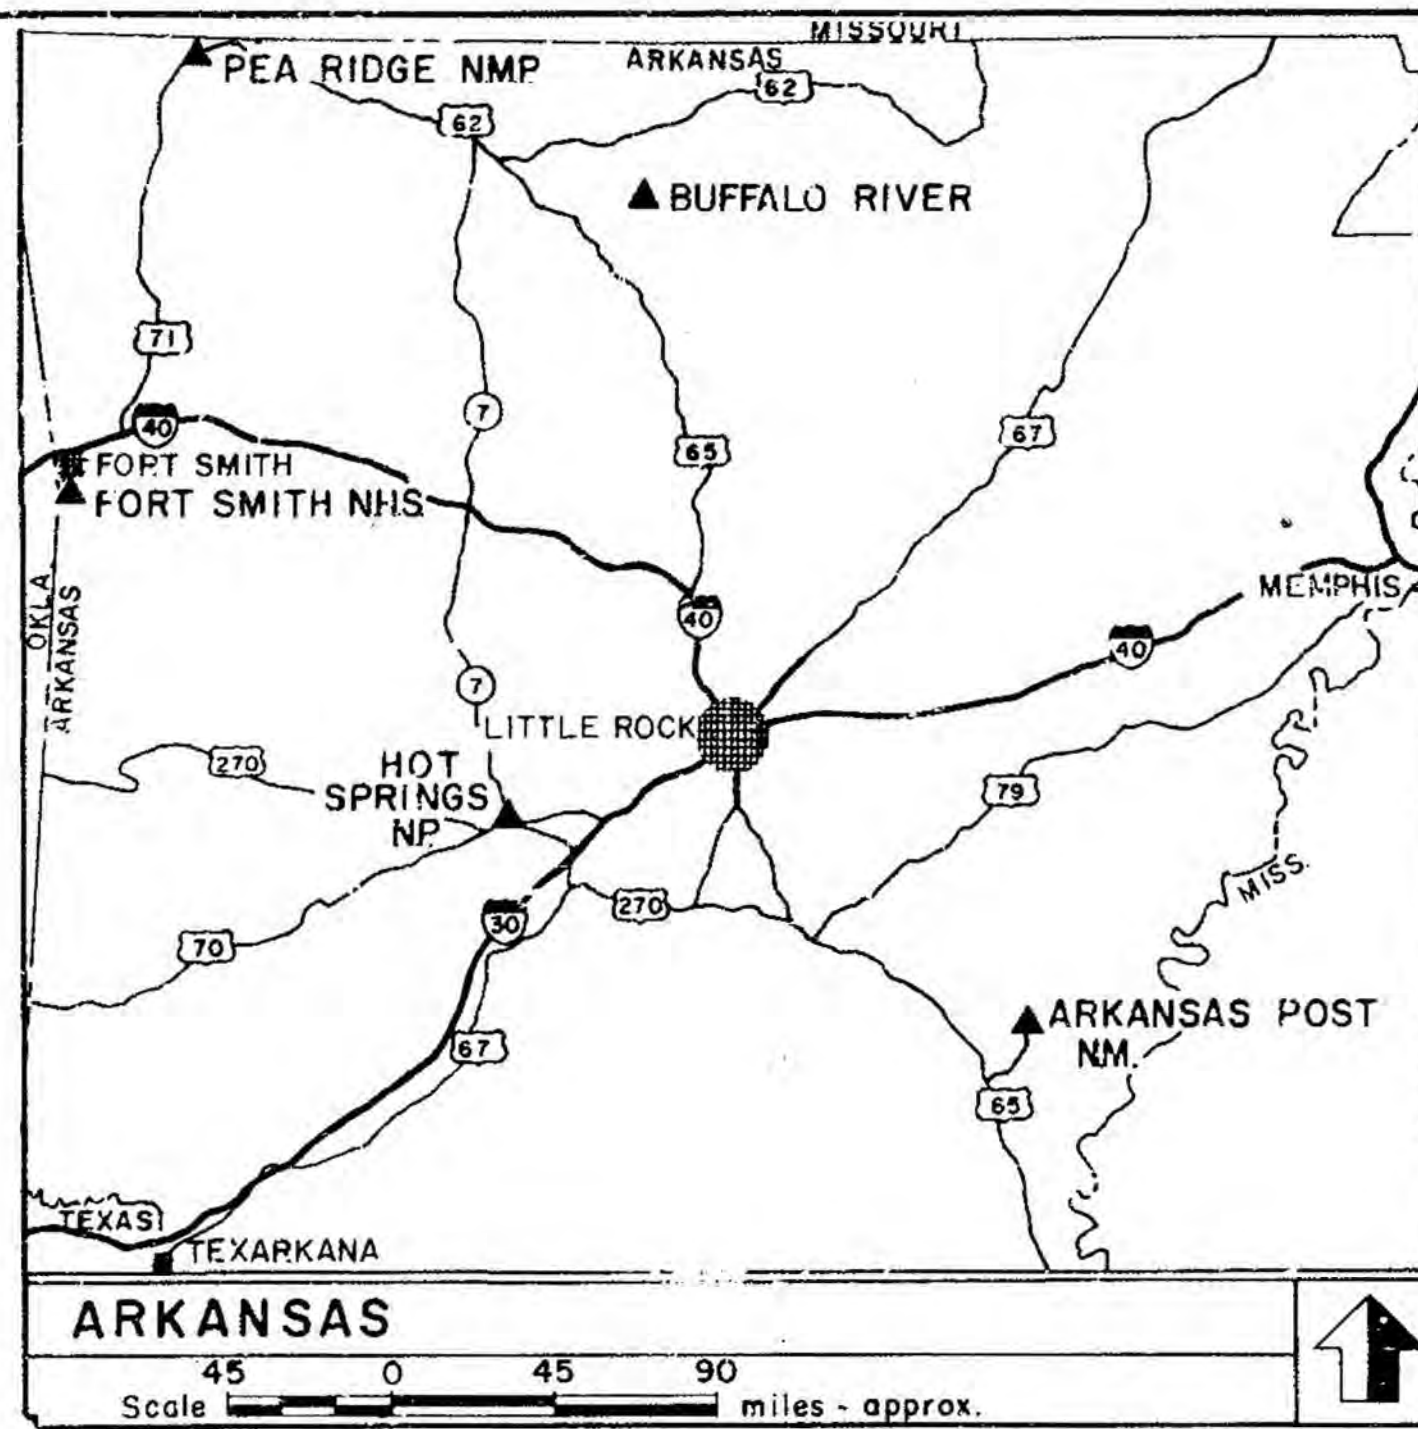 MISSOURI
ARKANSAS
PEA RIDGE NMP.
62
62
BUFFALO RIVER
71
7
40
65
67
FORT SMITH
FORT SMITH NHS.
OKLA
ARKANSAS
MEMPHIS
40
40
7
LITTLE ROCK
270
HOT
SPRINGS
N.P.
79
MISS.
270
30
70
ARKANSAS POST
N.M.
67
65
TEXAS
TEXARKANA
ARKANSAS
45 0 45 90
Scale miles - approx.